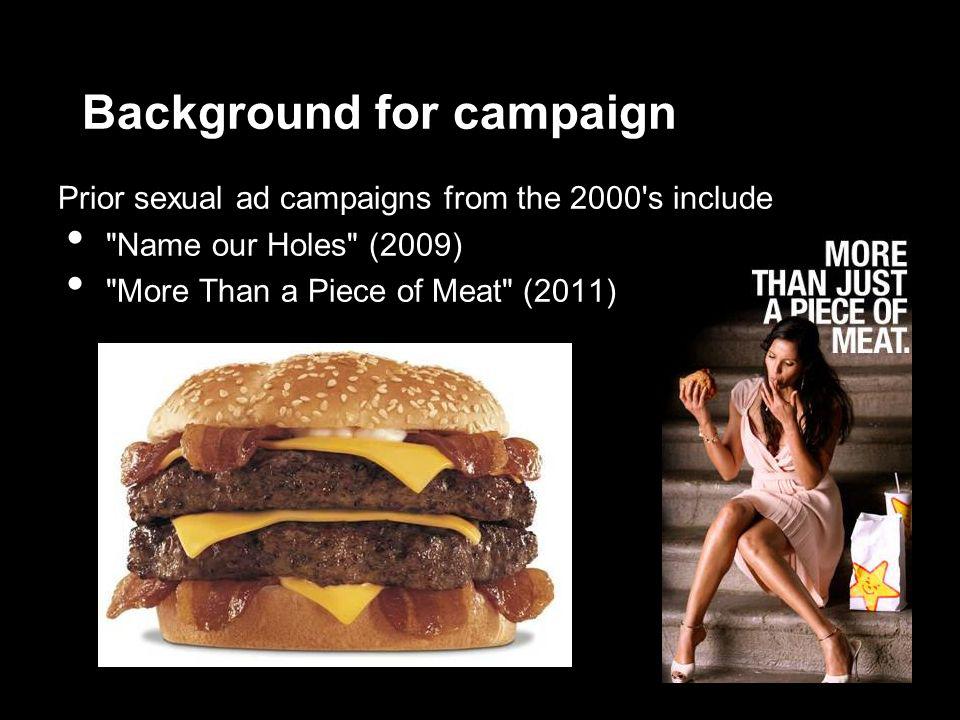 Background for campaign
Prior sexual ad campaigns from the 2000's include
• "Name our Holes" (2009)
• "More Than a Piece of Meat" (2011)
MORE
THAN JUST
A PIECE OF
MEAT.